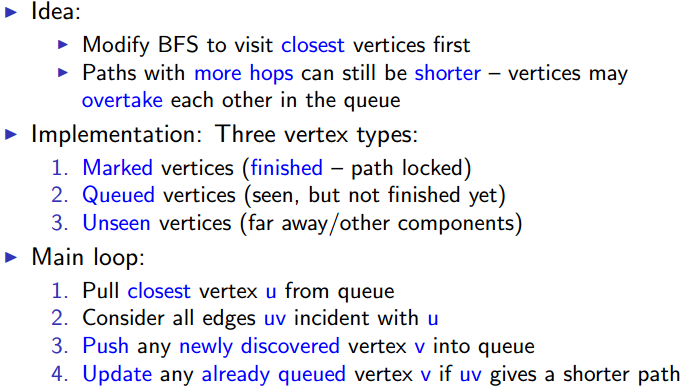 ▶ Idea:
▶ Modify BFS to visit closest vertices first
▶ Paths with more hops can still be shorter – vertices may
overtake each other in the queue
▶ Implementation: Three vertex types:
1. Marked vertices (finished – path locked)
2. Queued vertices (seen, but not finished yet)
3. Unseen vertices (far away/other components)
▶ Main loop:
1. Pull closest vertex u from queue
2. Consider all edges uv incident with u
3. Push any newly discovered vertex v into queue
4. Update any already queued vertex v if uv gives a shorter path